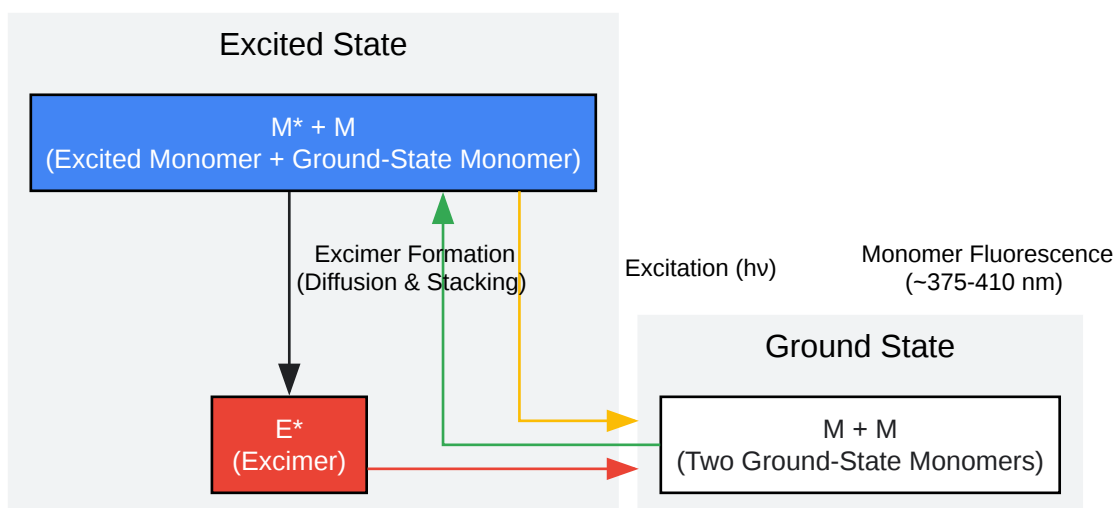 Excited State
M* + M
(Excited Monomer + Ground-State Monomer)
Excimer Formation
(Diffusion & Stacking)
Excitation (hν)
Monomer Fluorescence
(~375-410 nm)
Ground State
E*
(Excimer)
M + M
(Two Ground-State Monomers)